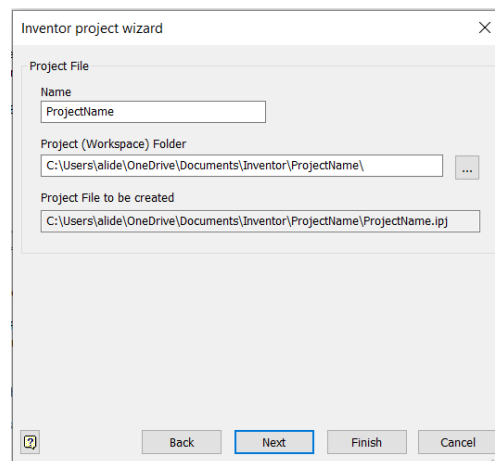 Inventor project wizard
Project File
Name
ProjectName
Project (Workspace) Folder
C:\Users\alide\OneDrive\Documents\Inventor\ProjectName\
...
Project File to be created
C:\Users\alide\OneDrive\Documents\Inventor\ProjectName\ProjectName.ipj
Back Next Finish Cancel